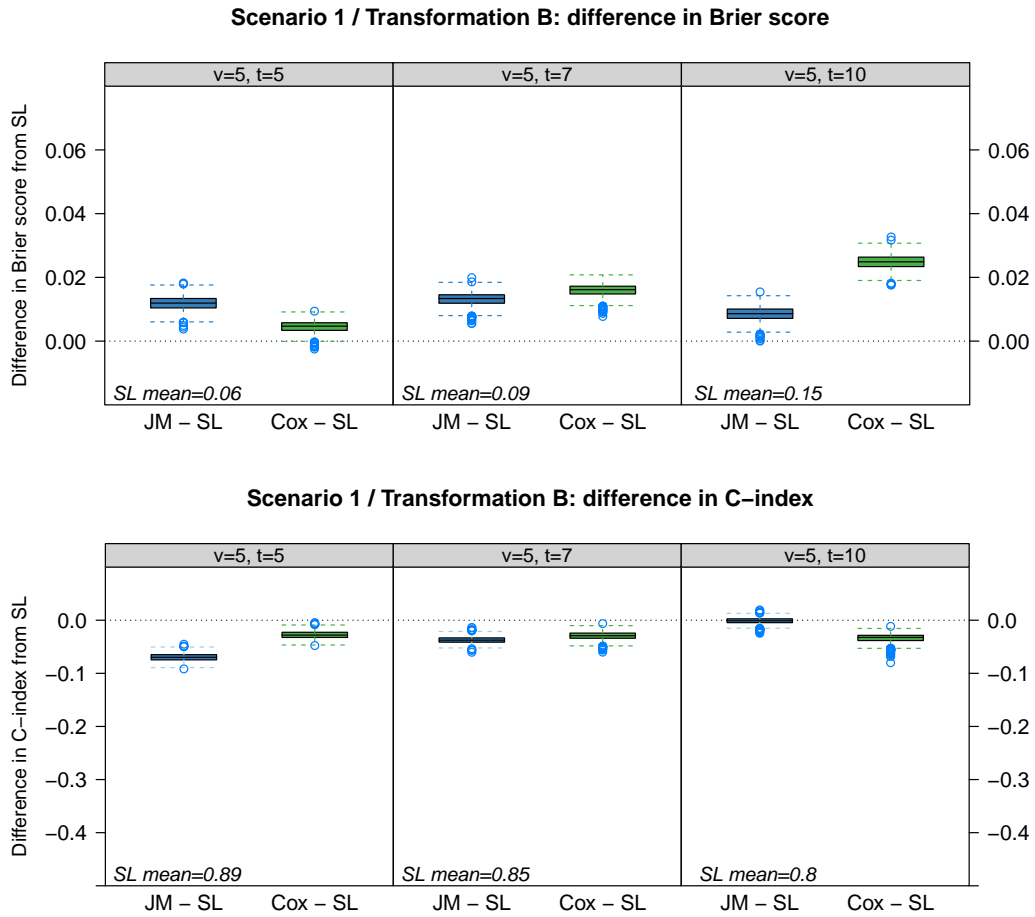 Scenario 1 / Transformation B: difference in Brier score
v=5, t=5 v=5, t=7 v=5, t=10
Difference in Brier score from SL
0.06 0.06
0.04 0.04
0.02 0.02
0.00 0.00
SL mean=0.06 SL mean=0.09 SL mean=0.15
JM − SL Cox − SL JM − SL Cox − SL JM − SL Cox − SL
Scenario 1 / Transformation B: difference in C−index
v=5, t=5 v=5, t=7 v=5, t=10
Difference in C−index from SL
0.0 0.0
−0.1 −0.1
−0.2 −0.2
−0.3 −0.3
−0.4 −0.4
SL mean=0.89 SL mean=0.85 SL mean=0.8
JM − SL Cox − SL JM − SL Cox − SL JM − SL Cox − SL